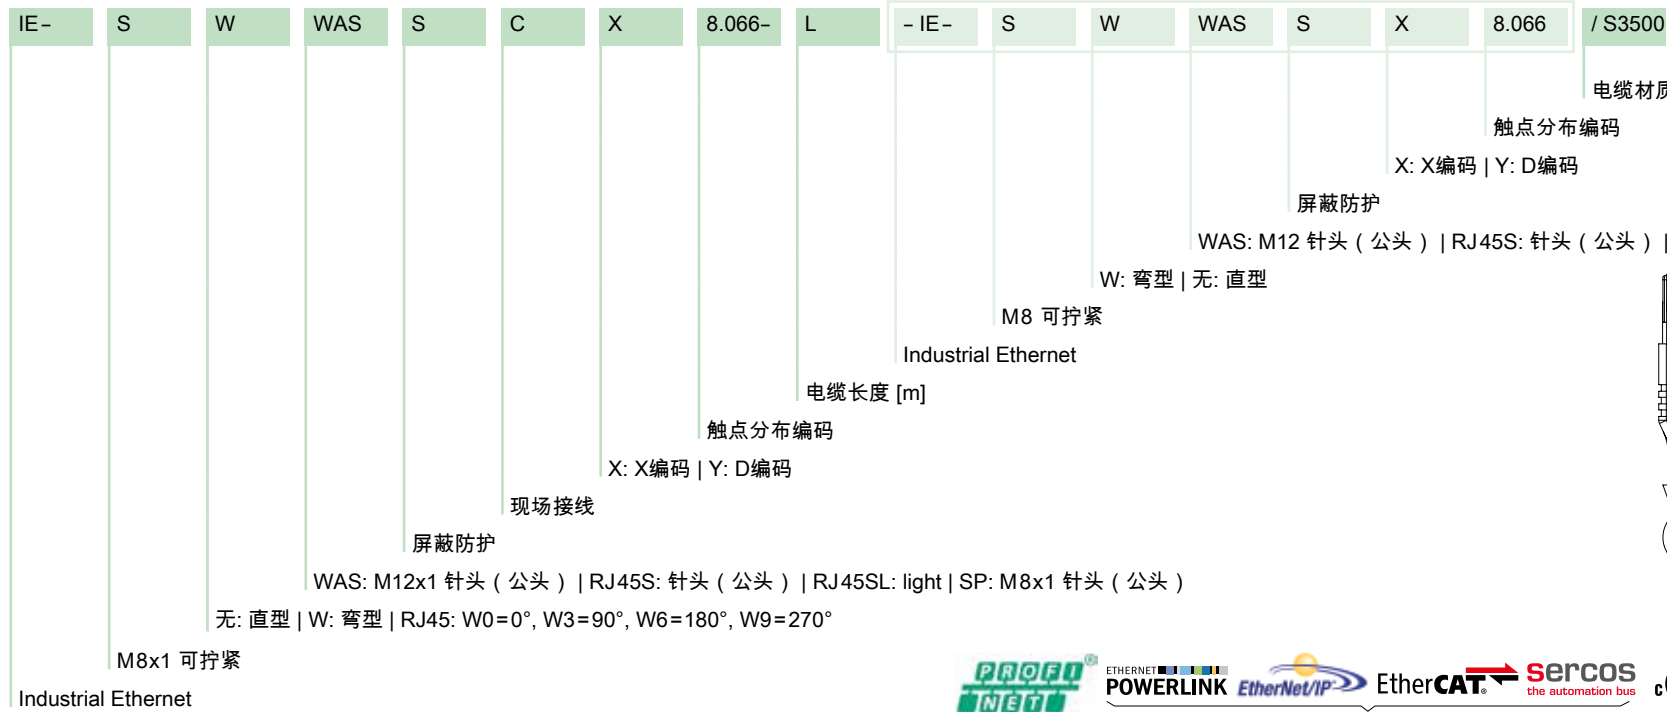 IE- S W WAS S C X 8.066- L - IE- S W WAS S X 8.066 / S3500
电缆材质
触点分布编码
X: X编码 | Y: D编码
屏蔽防护
WAS: M12 针头（公头） | RJ45S: 针头（公头） |
W: 弯型 | 无: 直型
M8 可拧紧
Industrial Ethernet
电缆长度 [m]
触点分布编码
X: X编码 | Y: D编码
现场接线
屏蔽防护
WAS: M12x1 针头（公头） | RJ45S: 针头（公头） | RJ45SL: light | SP: M8x1 针头（公头）
无: 直型 | W: 弯型 | RJ45: W0=0°, W3=90°, W6=180°, W9=270°
M8x1 可拧紧
Industrial Ethernet
PROFI
NET®
ETHERNET
POWERLINK
EtherNet/IP
EtherCAT®
sercos
the automation bus
c